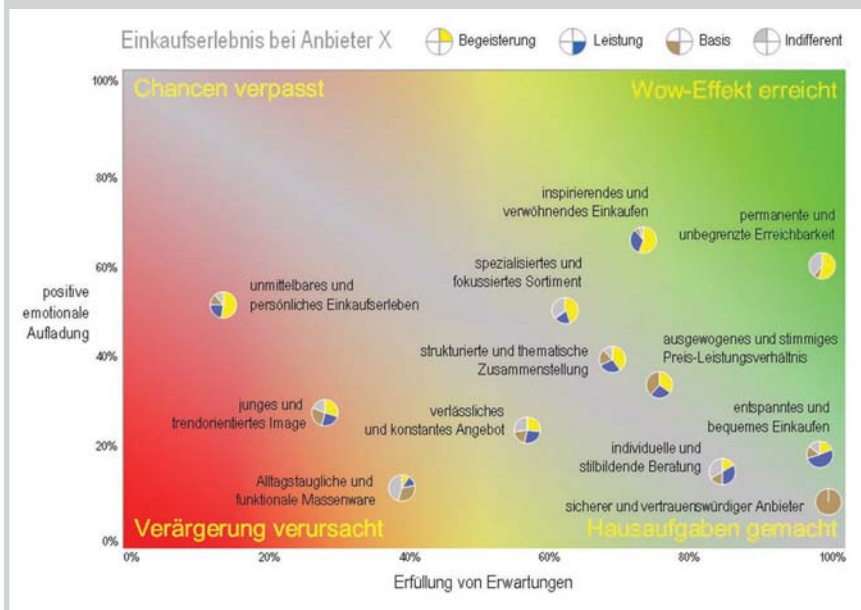 Einkaufserlebnis bei Anbieter X
Begeisterung
Leistung
Basis
Indifferent
100%
Chancen verpasst
Wow-Effekt erreicht
80%
inspirierendes und
verwöhnendes Einkaufen
permanente und
unbegrenzte Erreichbarkeit
60%
spezialisiertes und
fokussiertes Sortiment
unmittelbares und
persönliches Einkaufserleben
positive
emotionale
Aufladung
40%
strukturierte und thematische
Zusammenstellung
ausgewogenes und stimmiges
Preis-Leistungsverhältnis
junges und
trendorientiertes Image
verlässliches
und konstantes Angebot
entspanntes und
bequemes Einkaufen
20%
individuelle und
stilbildende Beratung
Alltagstaugliche und
funktionale Massenware
sicherer und vertrauenswürdiger Anbieter
Verärgerung verursacht
Hausaufgaben gemacht
0%
0%
20%
40%
60%
80%
100%
Erfüllung von Erwartungen